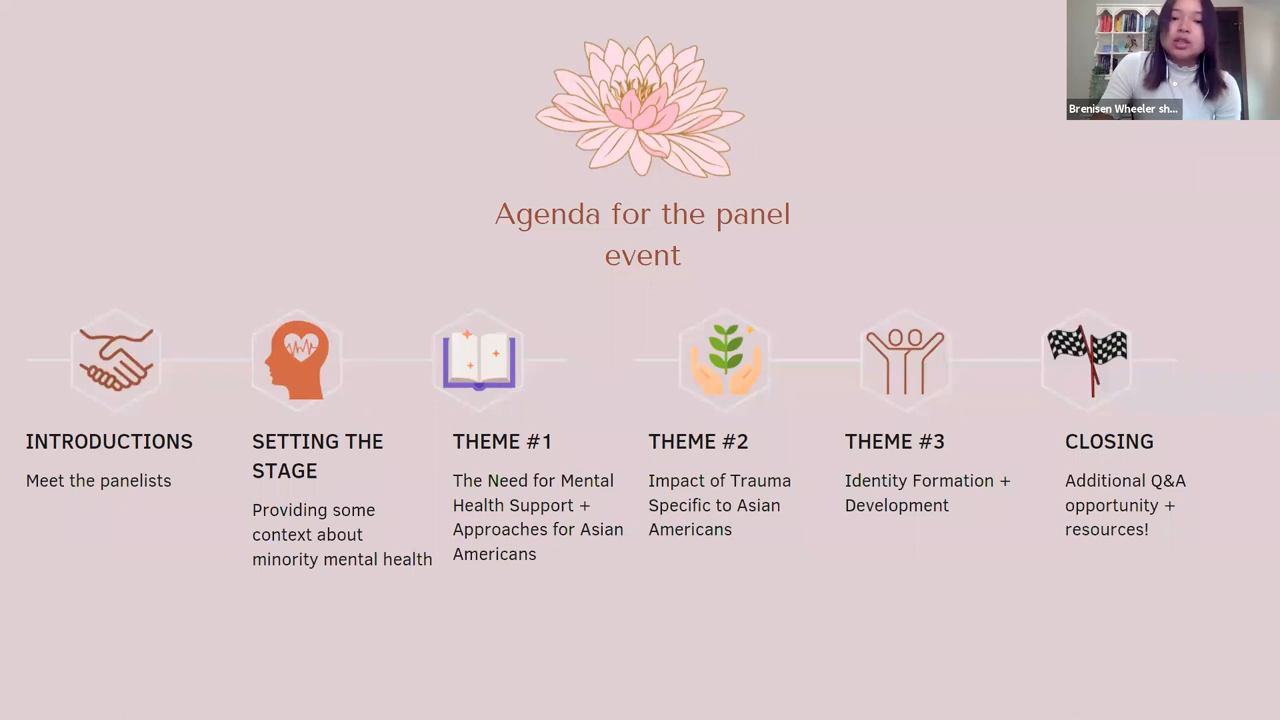 Brenisen Wheeler sh...
Agenda for the panel
event
INTRODUCTIONS
Meet the panelists
SETTING THE
STAGE
Providing some
context about
minority mental health
THEME #1
The Need for Mental
Health Support +
Approaches for Asian
Americans
THEME #2
Impact of Trauma
Specific to Asian
Americans
THEME #3
Identity Formation +
Development
CLOSING
Additional Q&A
opportunity +
resources!